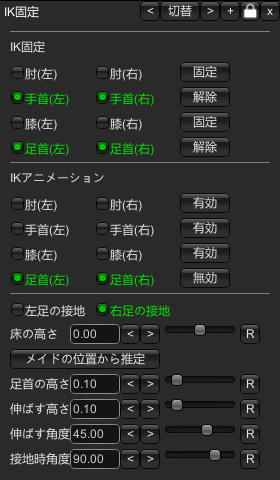 IK固定 < 切替 > + x
IK固定
肘(左) 肘(右) 固定
手首(左) 手首(右) 解除
膝(左) 膝(右) 固定
足首(左) 足首(右) 解除
IKアニメーション
肘(左) 肘(右) 有効
手首(左) 手首(右) 有効
膝(左) 膝(右) 有効
足首(左) 足首(右) 無効
左足の接地 右足の接地
床の高さ 0.00 < > R
メイドの位置から推定
足首の高さ 0.10 < > R
伸ばす高さ 0.10 < > R
伸ばす角度 45.00 < > R
接地時角度 90.00 < > R